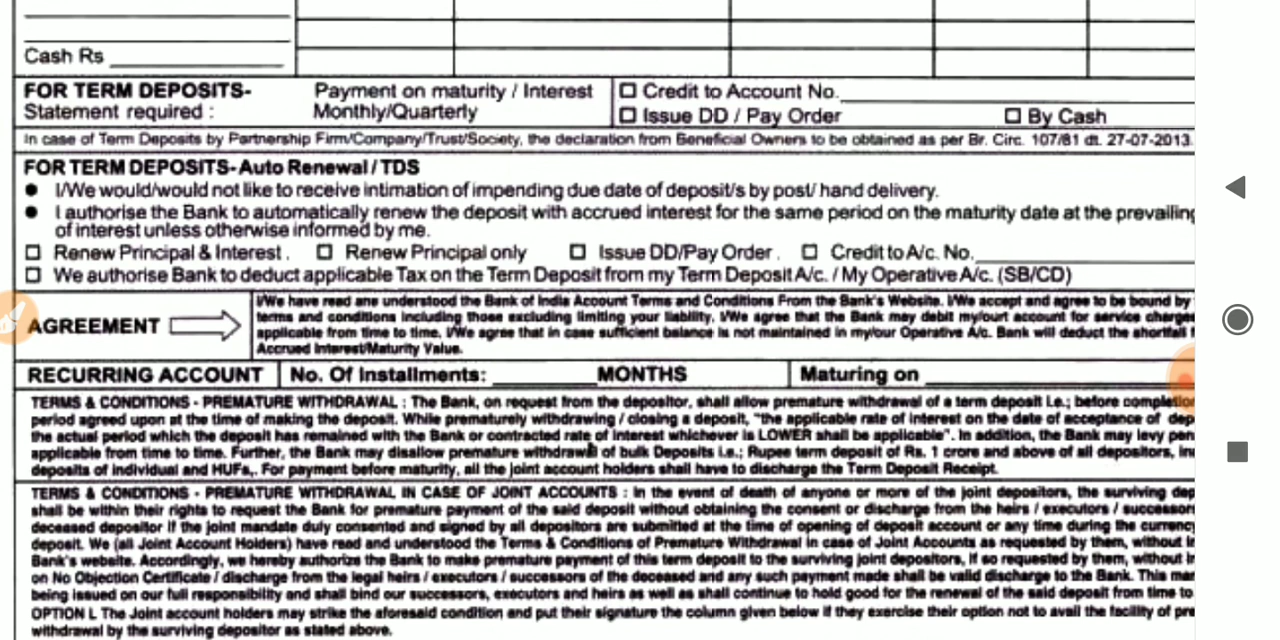 Cash Rs
FOR TERM DEPOSITS-
Statement required :
Payment on maturity / Interest
Monthly/Quarterly
Credit to Account No.
Issue DD / Pay Order
By Cash
In case of Term Deposits by Partnership Firm/Company/Trust/Society, the declaration from Beneficial Owners to be obtained as per Br. Circ. 107/81 dt. 27-07-2013.
FOR TERM DEPOSITS-Auto Renewal / TDS
I/We would/would not like to receive intimation of impending due date of deposit/s by post/ hand delivery.
I authorise the Bank to automatically renew the deposit with accrued interest for the same period on the maturity date at the prevailing
of interest unless otherwise informed by me.
Renew Principal & Interest . Renew Principal only Issue DD/Pay Order . Credit to A/c. No.
We authorise Bank to deduct applicable Tax on the Term Deposit from my Term Deposit A/c. / My Operative A/c. (SB/CD)
AGREEMENT
I/We have read ane understood the Bank of India Account Terms and Conditions From the Bank's Website. I/We accept and agree to be bound by
terms and conditions including those excluding limiting your liability. I/We agree that the Bank may debit my/ourt account for service charges
applicable from time to time. I/We agree that in case sufficient balance is not maintained in my/our Operative A/c. Bank will deduct the shortfall f
Accrued Interest/Maturity Value.
RECURRING ACCOUNT No. Of Installments: MONTHS Maturing on
TERMS & CONDITIONS - PREMATURE WITHDRAWAL : The Bank, on request from the depositor, shall allow premature withdrawal of a term deposit i.e.; before completion
period agreed upon at the time of making the deposit. While prematurely withdrawing / closing a deposit, "the applicable rate of interest on the date of acceptance of dep
the actual period which the deposit has remained with the Bank or contracted rate of interest whichever is LOWER shall be applicable". In addition, the Bank may levy pen
applicable from time to time. Further, the Bank may disallow premature withdrawal of bulk Deposits i.e.; Rupee term deposit of Rs. 1 crore and above of all depositors, inc
deposits of individual and HUFs,. For payment before maturity, all the joint account holders shall have to discharge the Term Deposit Receipt.
TERMS & CONDITIONS - PREMATURE WITHDRAWAL IN CASE OF JOINT ACCOUNTS : In the event of death of anyone or more of the joint depositors, the surviving dep
shall be within their rights to request the Bank for premature payment of the said deposit without obtaining the consent or discharge from the heirs / executors / successors
deceased depositor if the joint mandate duly consented and signed by all depositors are submitted at the time of opening of deposit account or any time during the currency
deposit. We (all Joint Account Holders) have read and understood the Terms & Conditions of Premature Withdrawal in case of Joint Accounts as requested by them, without in
Bank's website. Accordingly, we hereby authorize the Bank to make premature payment of this term deposit to the surviving joint depositors, if so requested by them, without in
on No Objection Certificate / discharge from the legal heirs / executors / successors of the deceased and any such payment made shall be valid discharge to the Bank. This man
being issued on our full responsibility and shall bind our successors, executors and heirs as well as shall continue to hold good for the renewal of the said deposit from time to
OPTION I. The Joint account holders may strike the aforesaid condition and put their signature the column given below if they exercise their option not to avail the facility of pre
withdrawal by the surviving depositor as stated above.